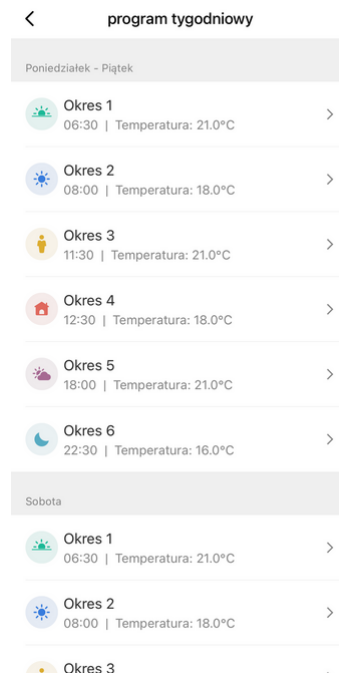 program tygodniowy
Poniedziałek - Piątek
Okres 1
06:30 | Temperatura: 21.0°C
Okres 2
08:00 | Temperatura: 18.0°C
Okres 3
11:30 | Temperatura: 21.0°C
Okres 4
12:30 | Temperatura: 18.0°C
Okres 5
18:00 | Temperatura: 21.0°C
Okres 6
22:30 | Temperatura: 16.0°C
Sobota
Okres 1
06:30 | Temperatura: 21.0°C
Okres 2
08:00 | Temperatura: 18.0°C
Okres 3